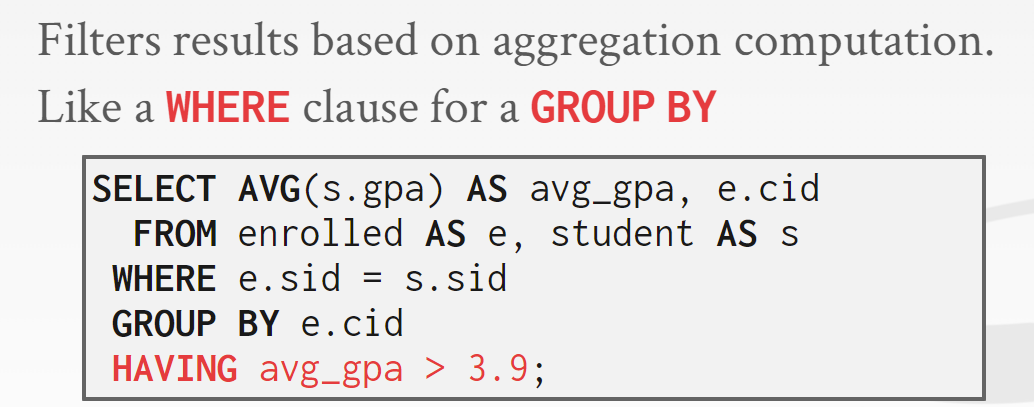 Filters results based on aggregation computation.
Like a WHERE clause for a GROUP BY
SELECT AVG(s.gpa) AS avg_gpa, e.cid
FROM enrolled AS e, student AS s
WHERE e.sid = s.sid
GROUP BY e.cid
HAVING avg_gpa > 3.9;